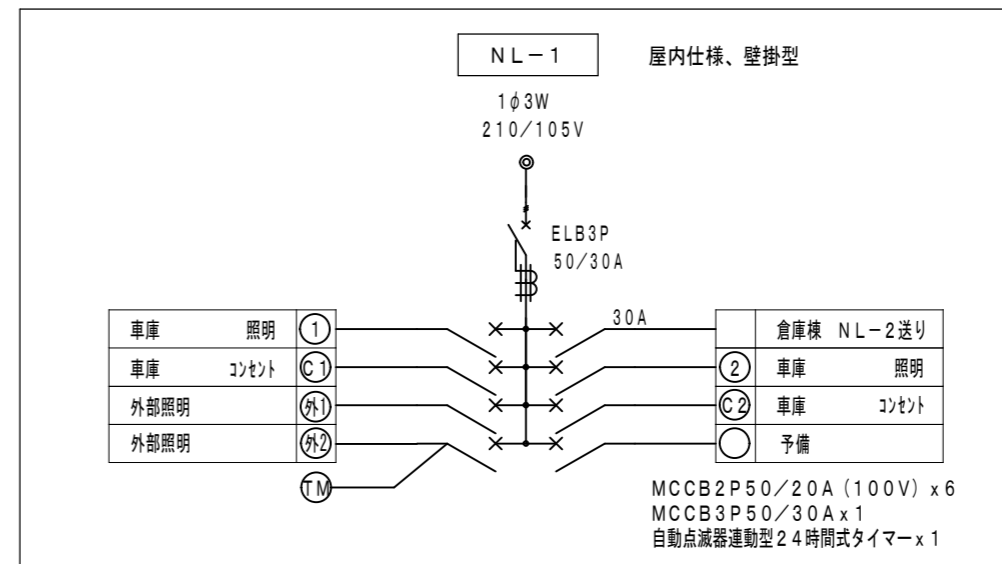 NL-1 屋内仕様、壁掛型
1φ3W
210/105V
ELB3P
50/30A
車庫 照明 1
車庫 コンセント C1
外部照明 外1
外部照明 外2
TM
30A 倉庫棟 NL-2送り
2 車庫 照明
C2 車庫 コンセント
予備
MCCB2P50/20A(100V)x6
MCCB3P50/30Ax1
自動点滅器連動型24時間式タイマーx1